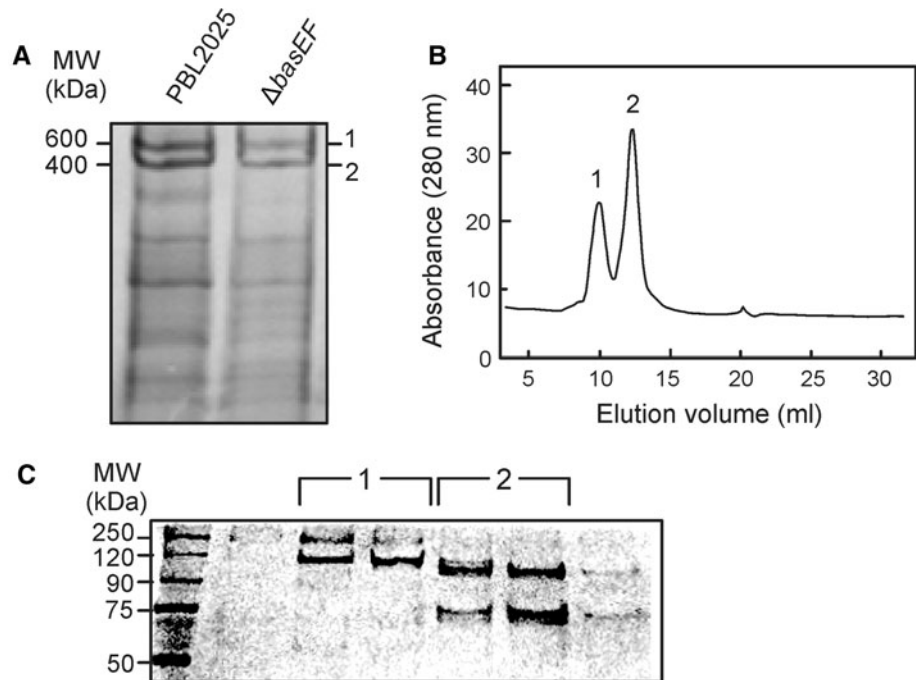 A
MW
(kDa)
PBL2025
ΔbasEF
600
400
1
2
B
Absorbance (280 nm)
40
30
20
10
0
1
2
5
10
15
20
25
30
Elution volume (ml)
C
MW
(kDa)
1
2
250
120
90
75
50